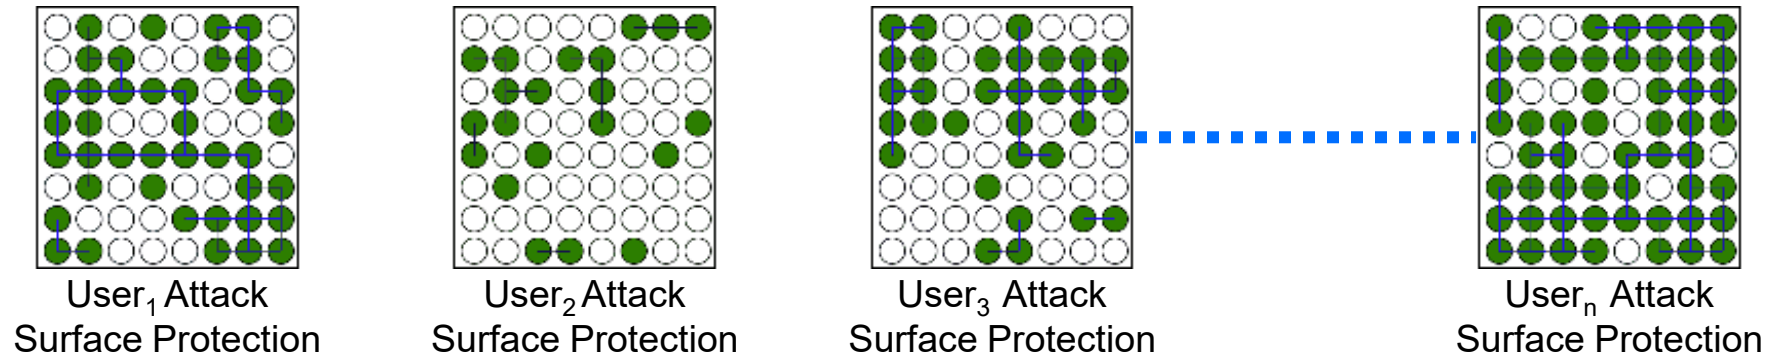 User₁ Attack
Surface Protection
User₂ Attack
Surface Protection
User₃ Attack
Surface Protection
Userₙ Attack
Surface Protection